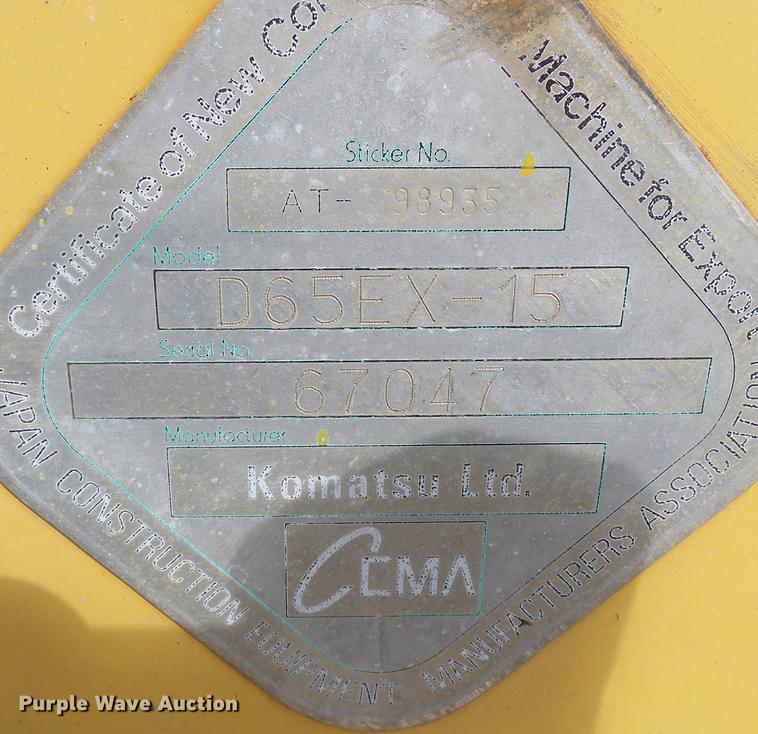 Certificate of New Con
Machine for Export
Sticker No.
AT- 98935
Model
D65EX-15
Serial No.
67047
Manufacturer
Komatsu Ltd.
CEMA
JAPAN CONSTRUCTION EQUIPMENT MANUFACTURERS ASSOCIATION
Purple Wave Auction